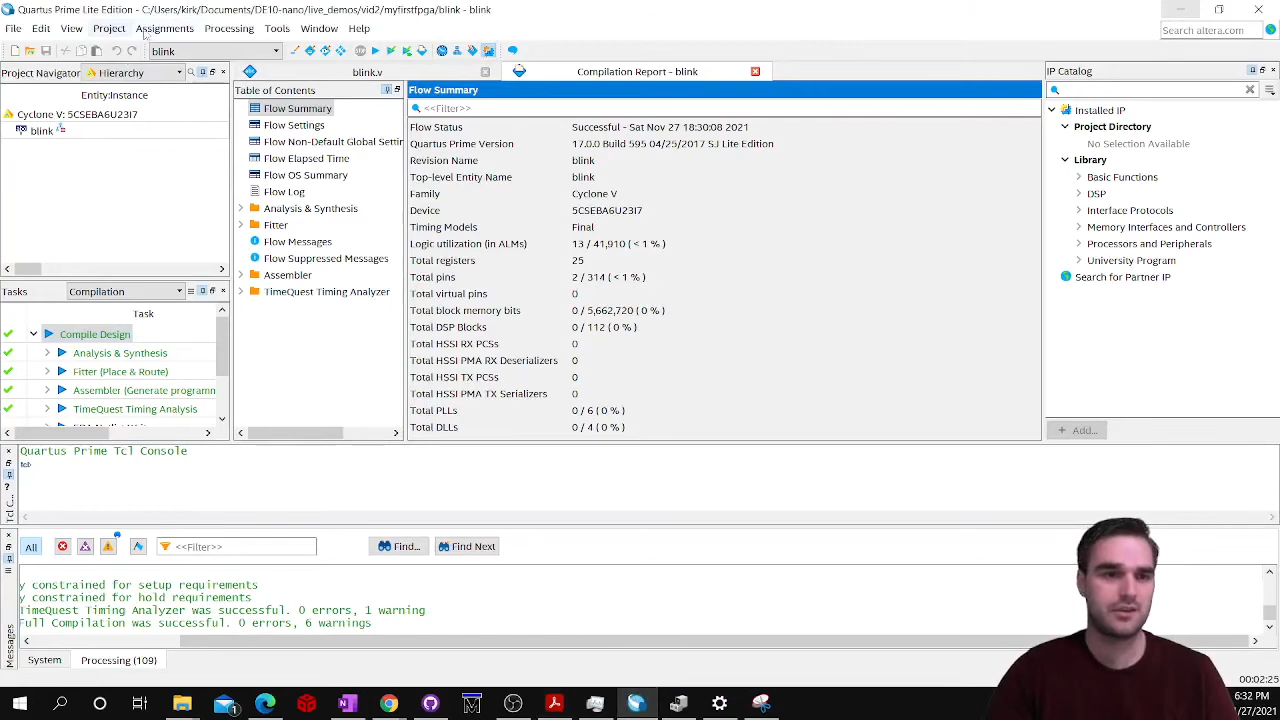 Quartus Prime Lite Edition - C:/Users/kirk/Documents/DE10-nano/live_demos/vid2/myfirstfpga/blink - blink
File Edit View Project Assignments Processing Tools Window Help
Search altera.com
blink
Project Navigator Hierarchy
Entity:Instance
Cyclone V: 5CSEBA6U23I7
blink
Tasks Compilation
Task
Compile Design
Analysis & Synthesis
Fitter (Place & Route)
Assembler (Generate programm
TimeQuest Timing Analysis
blink.v
Compilation Report - blink
Table of Contents
Flow Summary
Flow Settings
Flow Non-Default Global Settin
Flow Elapsed Time
Flow OS Summary
Flow Log
Analysis & Synthesis
Fitter
Flow Messages
Flow Suppressed Messages
Assembler
TimeQuest Timing Analyzer
Flow Summary
<<Filter>>
Flow Status Successful - Sat Nov 27 18:30:08 2021
Quartus Prime Version 17.0.0 Build 595 04/25/2017 SJ Lite Edition
Revision Name blink
Top-level Entity Name blink
Family Cyclone V
Device 5CSEBA6U23I7
Timing Models Final
Logic utilization (in ALMs) 13 / 41,910 ( < 1 % )
Total registers 25
Total pins 2 / 314 ( < 1 % )
Total virtual pins 0
Total block memory bits 0 / 5,662,720 ( 0 % )
Total DSP Blocks 0 / 112 ( 0 % )
Total HSSI RX PCSs 0
Total HSSI PMA RX Deserializers 0
Total HSSI TX PCSs 0
Total HSSI PMA TX Serializers 0
Total PLLs 0 / 6 ( 0 % )
Total DLLs 0 / 4 ( 0 % )
IP Catalog
Installed IP
Project Directory
No Selection Available
Library
Basic Functions
DSP
Interface Protocols
Memory Interfaces and Controllers
Processors and Peripherals
University Program
Search for Partner IP
+ Add...
Quartus Prime Tcl Console
tcl>
Tcl C...
All
<<Filter>>
Find...
Find Next
y constrained for setup requirements
y constrained for hold requirements
TimeQuest Timing Analyzer was successful. 0 errors, 1 warning
Full Compilation was successful. 0 errors, 6 warnings
Messages
System Processing (109)
00:02:25
6:32 PM
/27/2021